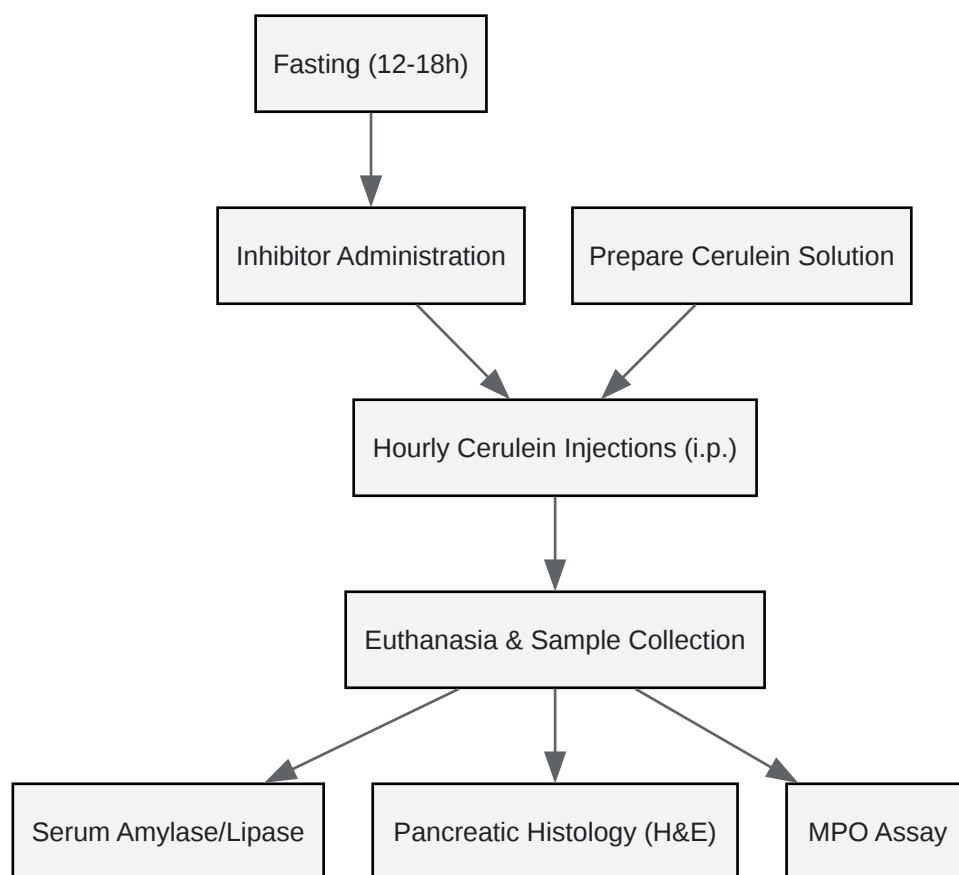 Fasting (12-18h)
Inhibitor Administration
Prepare Cerulein Solution
Hourly Cerulein Injections (i.p.)
Euthanasia & Sample Collection
Serum Amylase/Lipase
Pancreatic Histology (H&E)
MPO Assay